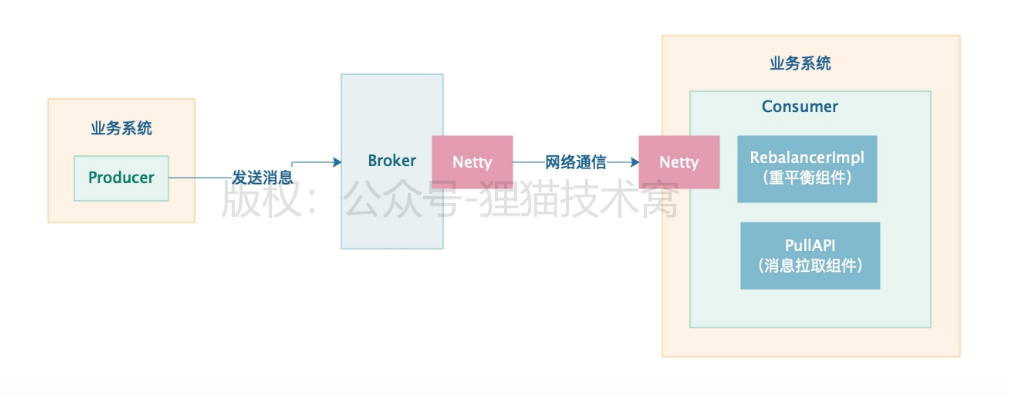 业务系统
Producer
发送消息
Broker
Netty
网络通信
Netty
业务系统
Consumer
RebalancerImpl
（重平衡组件）
PullAPI
（消息拉取组件）
版权：公众号-狸猫技术窝